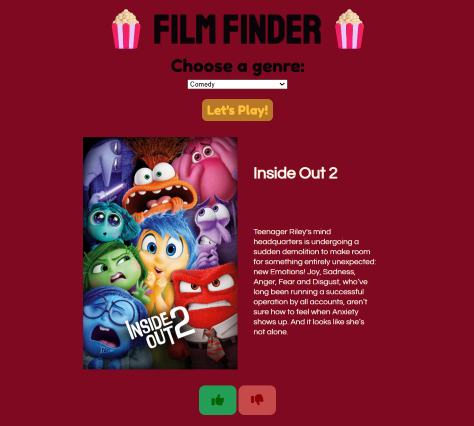 FILM FINDER
Choose a genre:
Comedy
Let's Play!
INSIDE
OUT 2
Inside Out 2
Teenager Riley's mind
headquarters is undergoing a
sudden demolition to make room
for something entirely unexpected:
new Emotions! Joy, Sadness,
Anger, Fear and Disgust, who've
long been running a successful
operation by all accounts, aren't
sure how to feel when Anxiety
shows up. And it looks like she's
not alone.